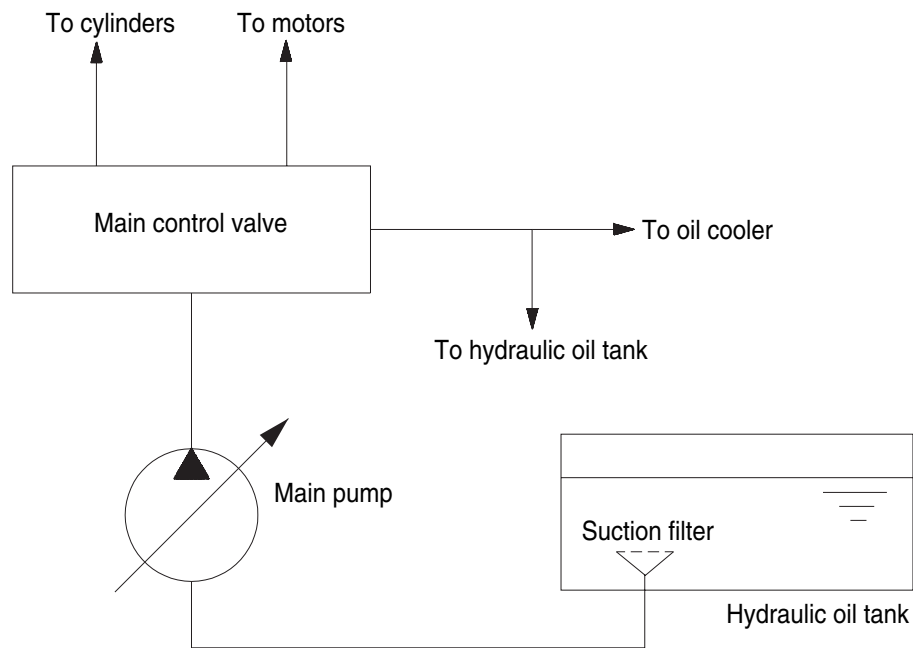 To cylinders
To motors
Main control valve
To oil cooler
To hydraulic oil tank
Main pump
Suction filter
Hydraulic oil tank